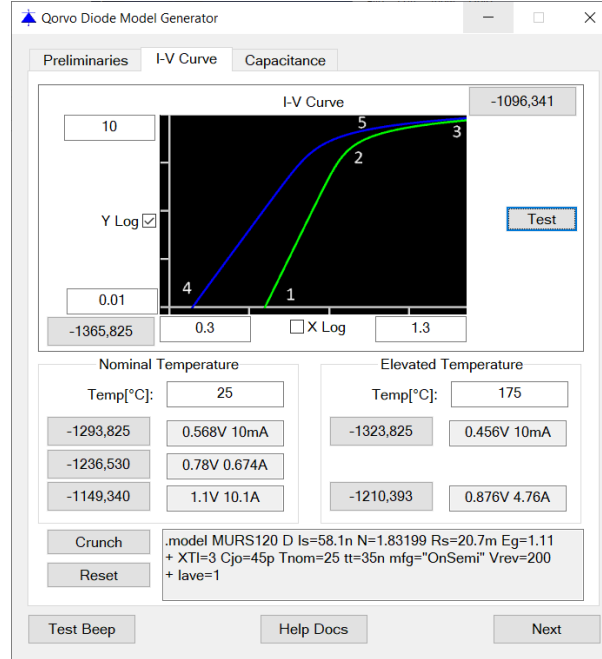 Qorvo Diode Model Generator
Preliminaries I-V Curve Capacitance
I-V Curve -1096,341
10 5 3
2
Y Log Test
4 1
0.01
-1365,825 0.3 X Log 1.3
Nominal Temperature Elevated Temperature
Temp[°C]: 25 Temp[°C]: 175
-1293,825 0.568V 10mA -1323,825 0.456V 10mA
-1236,530 0.78V 0.674A
-1149,340 1.1V 10.1A -1210,393 0.876V 4.76A
Crunch .model MURS120 D Is=58.1n N=1.83199 Rs=20.7m Eg=1.11
+ XTI=3 Cjo=45p Tnom=25 tt=35n mfg="OnSemi" Vrev=200
Reset + Iave=1
Test Beep Help Docs Next